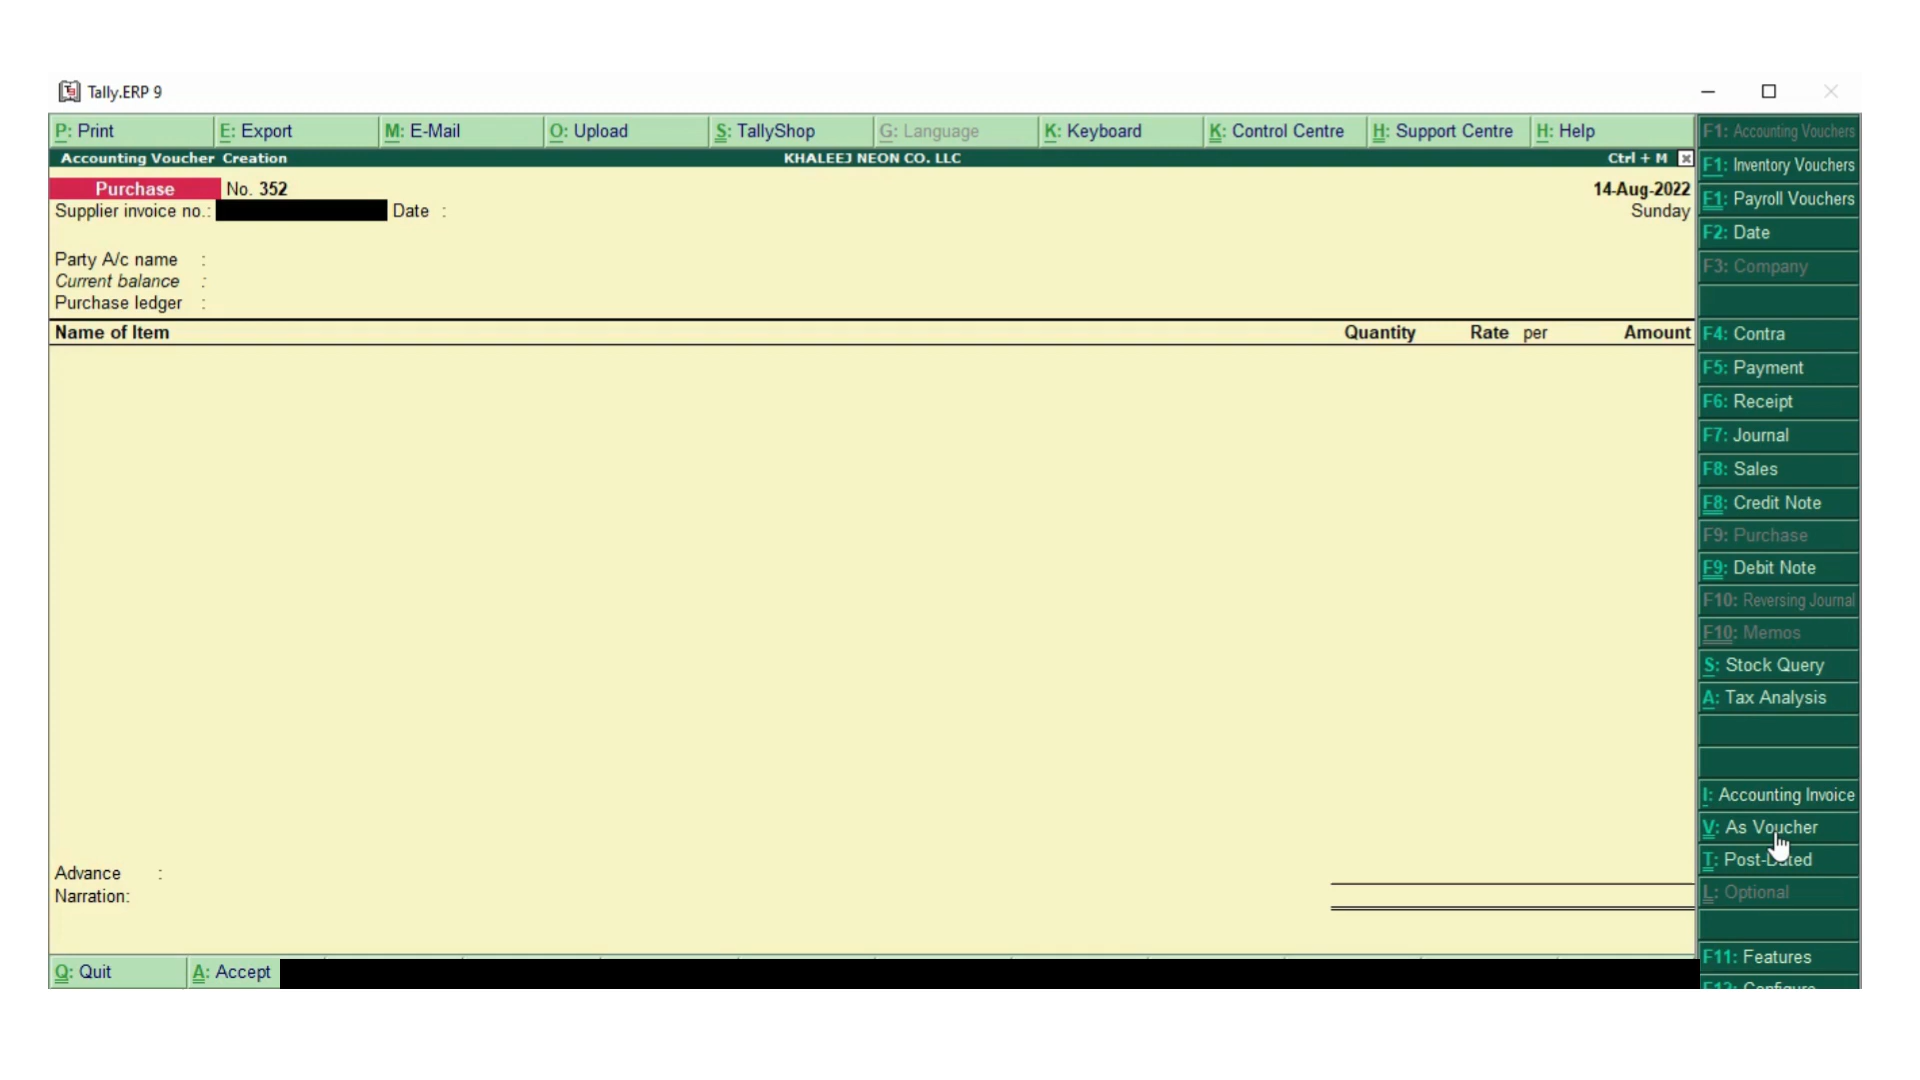 Tally.ERP 9
P: Print E: Export M: E-Mail O: Upload S: TallyShop G: Language K: Keyboard K: Control Centre H: Support Centre H: Help
Accounting Voucher Creation KHALEEJ NEON CO. LLC Ctrl + M
Purchase No. 352 14-Aug-2022
Supplier invoice no.: Date : Sunday
Party A/c name :
Current balance :
Purchase ledger :
Name of Item Quantity Rate per Amount
Advance :
Narration:
Q: Quit A: Accept
F1: Accounting Vouchers
F1: Inventory Vouchers
F1: Payroll Vouchers
F2: Date
F3: Company
F4: Contra
F5: Payment
F6: Receipt
F7: Journal
F8: Sales
F8: Credit Note
F9: Purchase
F9: Debit Note
F10: Reversing Journal
F10: Memos
S: Stock Query
A: Tax Analysis
I: Accounting Invoice
V: As Voucher
T: Post-Dated
L: Optional
F11: Features
F12: Configure